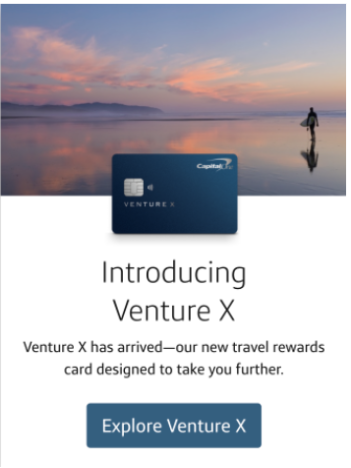 Capital One
VENTURE X
Introducing
Venture X
Venture X has arrived—our new travel rewards
card designed to take you further.
Explore Venture X